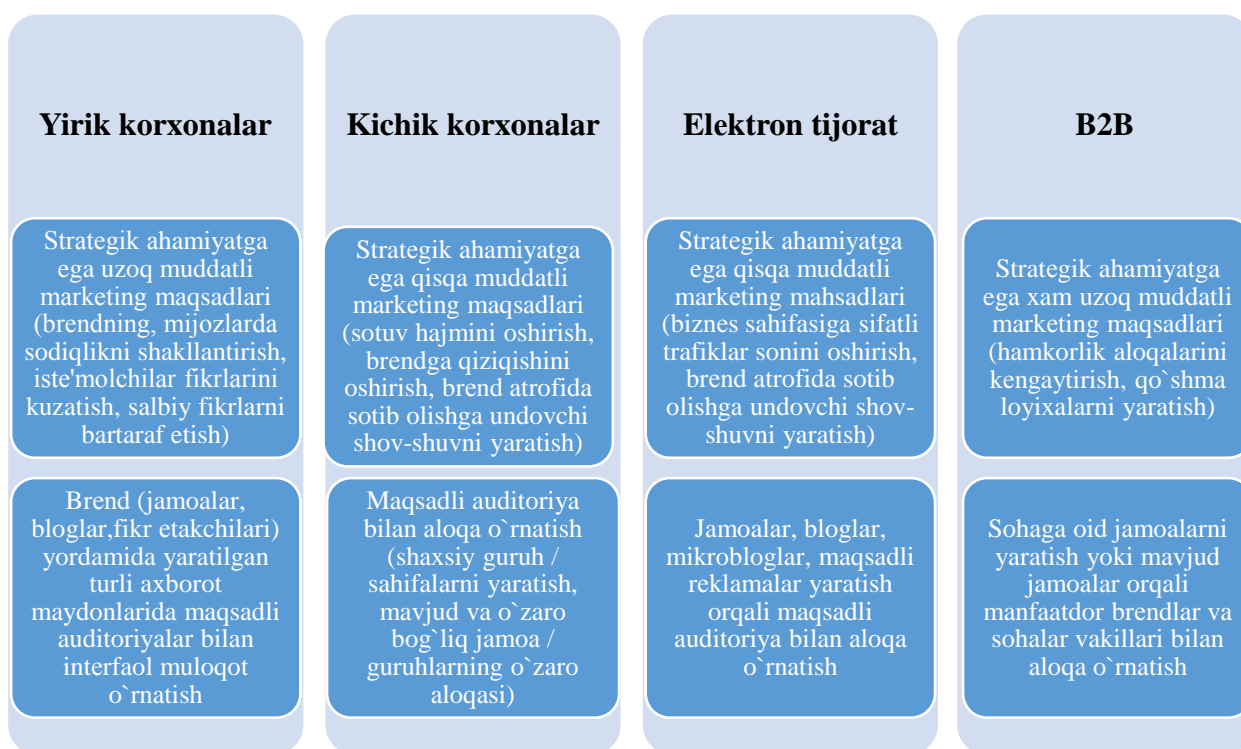 Yirik korxonalar
Strategik ahamiyatga
ega uzoq muddatli
marketing maqsadlari
(brendning, mijozlarda
sodiqlikni shakllantirish,
iste'molchilar fikrlarini
kuzatish, salbiy fikrlarni
bartaraf etish)
Brend (jamoalar,
bloglar,fikr etakchilari)
yordamida yaratilgan
turli axborot
maydonlarida maqsadli
auditoriyalar bilan
interfaol muloqot
o`rnatish
Kichik korxonalar
Strategik ahamiyatga
ega qisqa muddatli
marketing maqsadlari
(sotuv hajmini oshirish,
brendga qiziqishini
oshirish, brend atrofida
sotib olishga undovchi
shov-shuvni yaratish)
Maqsadli auditoriya
bilan aloqa o`rnatish
(shaxsiy guruh /
sahifalarni yaratish,
mavjud va o`zaro
bog`liq jamoa /
guruhlarning o`zaro
aloqasi)
Elektron tijorat
Strategik ahamiyatga
ega qisqa muddatli
marketing mahsadlari
(biznes sahifasiga sifatli
trafiklar sonini oshirish,
brend atrofida sotib
olishga undovchi shov-
shuvni yaratish)
Jamoalar, bloglar,
mikrobloglar, maqsadli
reklamalar yaratish
orqali maqsadli
auditoriya bilan aloqa
o`rnatish
B2B
Strategik ahamiyatga
ega xam uzoq muddatli
marketing maqsadlari
(hamkorlik aloqalarini
kengaytirish, qo`shma
loyixalarni yaratish)
Sohaga oid jamoalarni
yaratish yoki mavjud
jamoalar orqali
manfaatdor brendlar va
sohalar vakillari bilan
aloqa o`rnatish